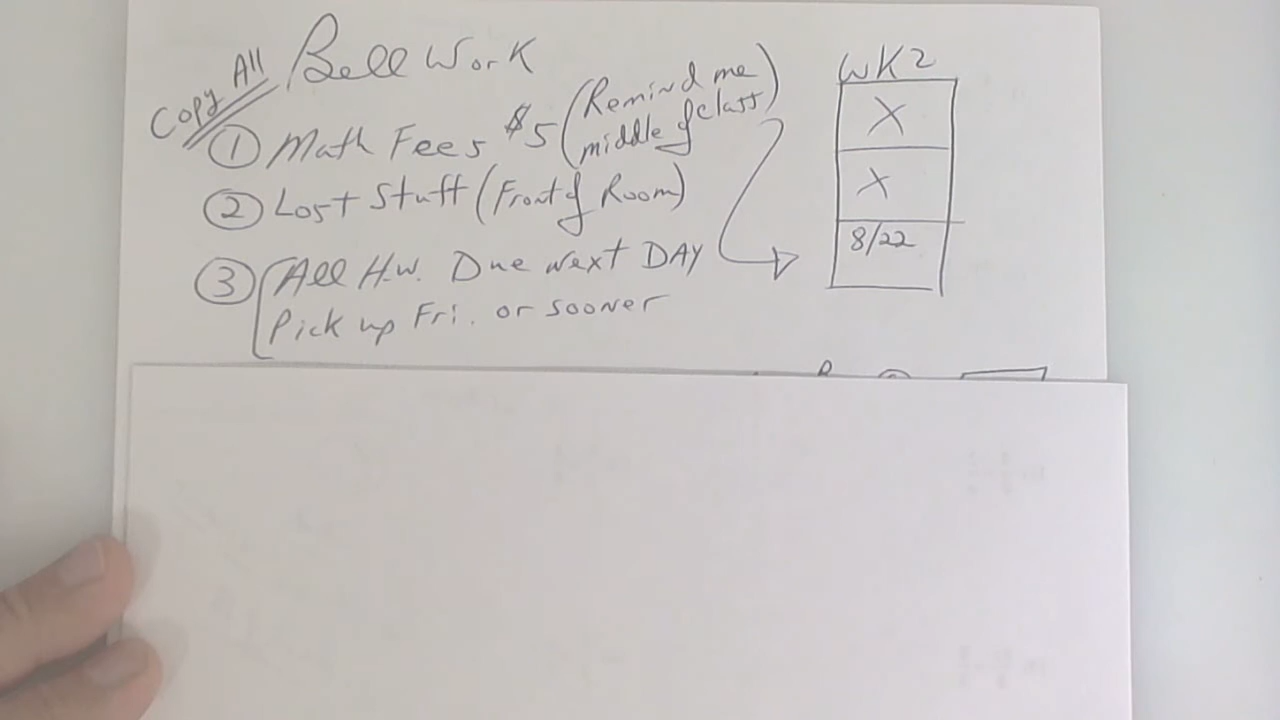 Copy All
Bell Work
① Math Fees $5 (Remind me middle of class)
② Lost Stuff (Front of Room)
③ All H.W. Due Next DAY
Pick up Fri. or sooner
WK2
X
X
8/22